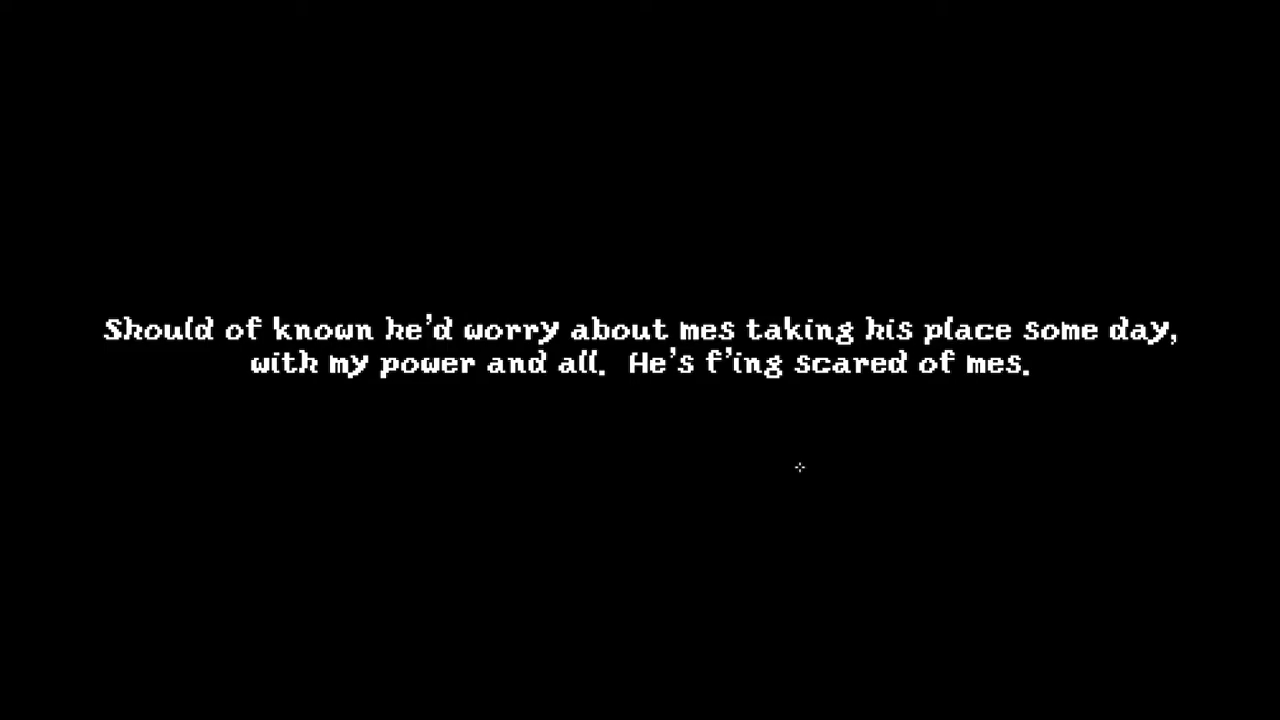 Should of known he'd worry about mes taking his place some day,
with my power and all.  He's f'ing scared of mes.